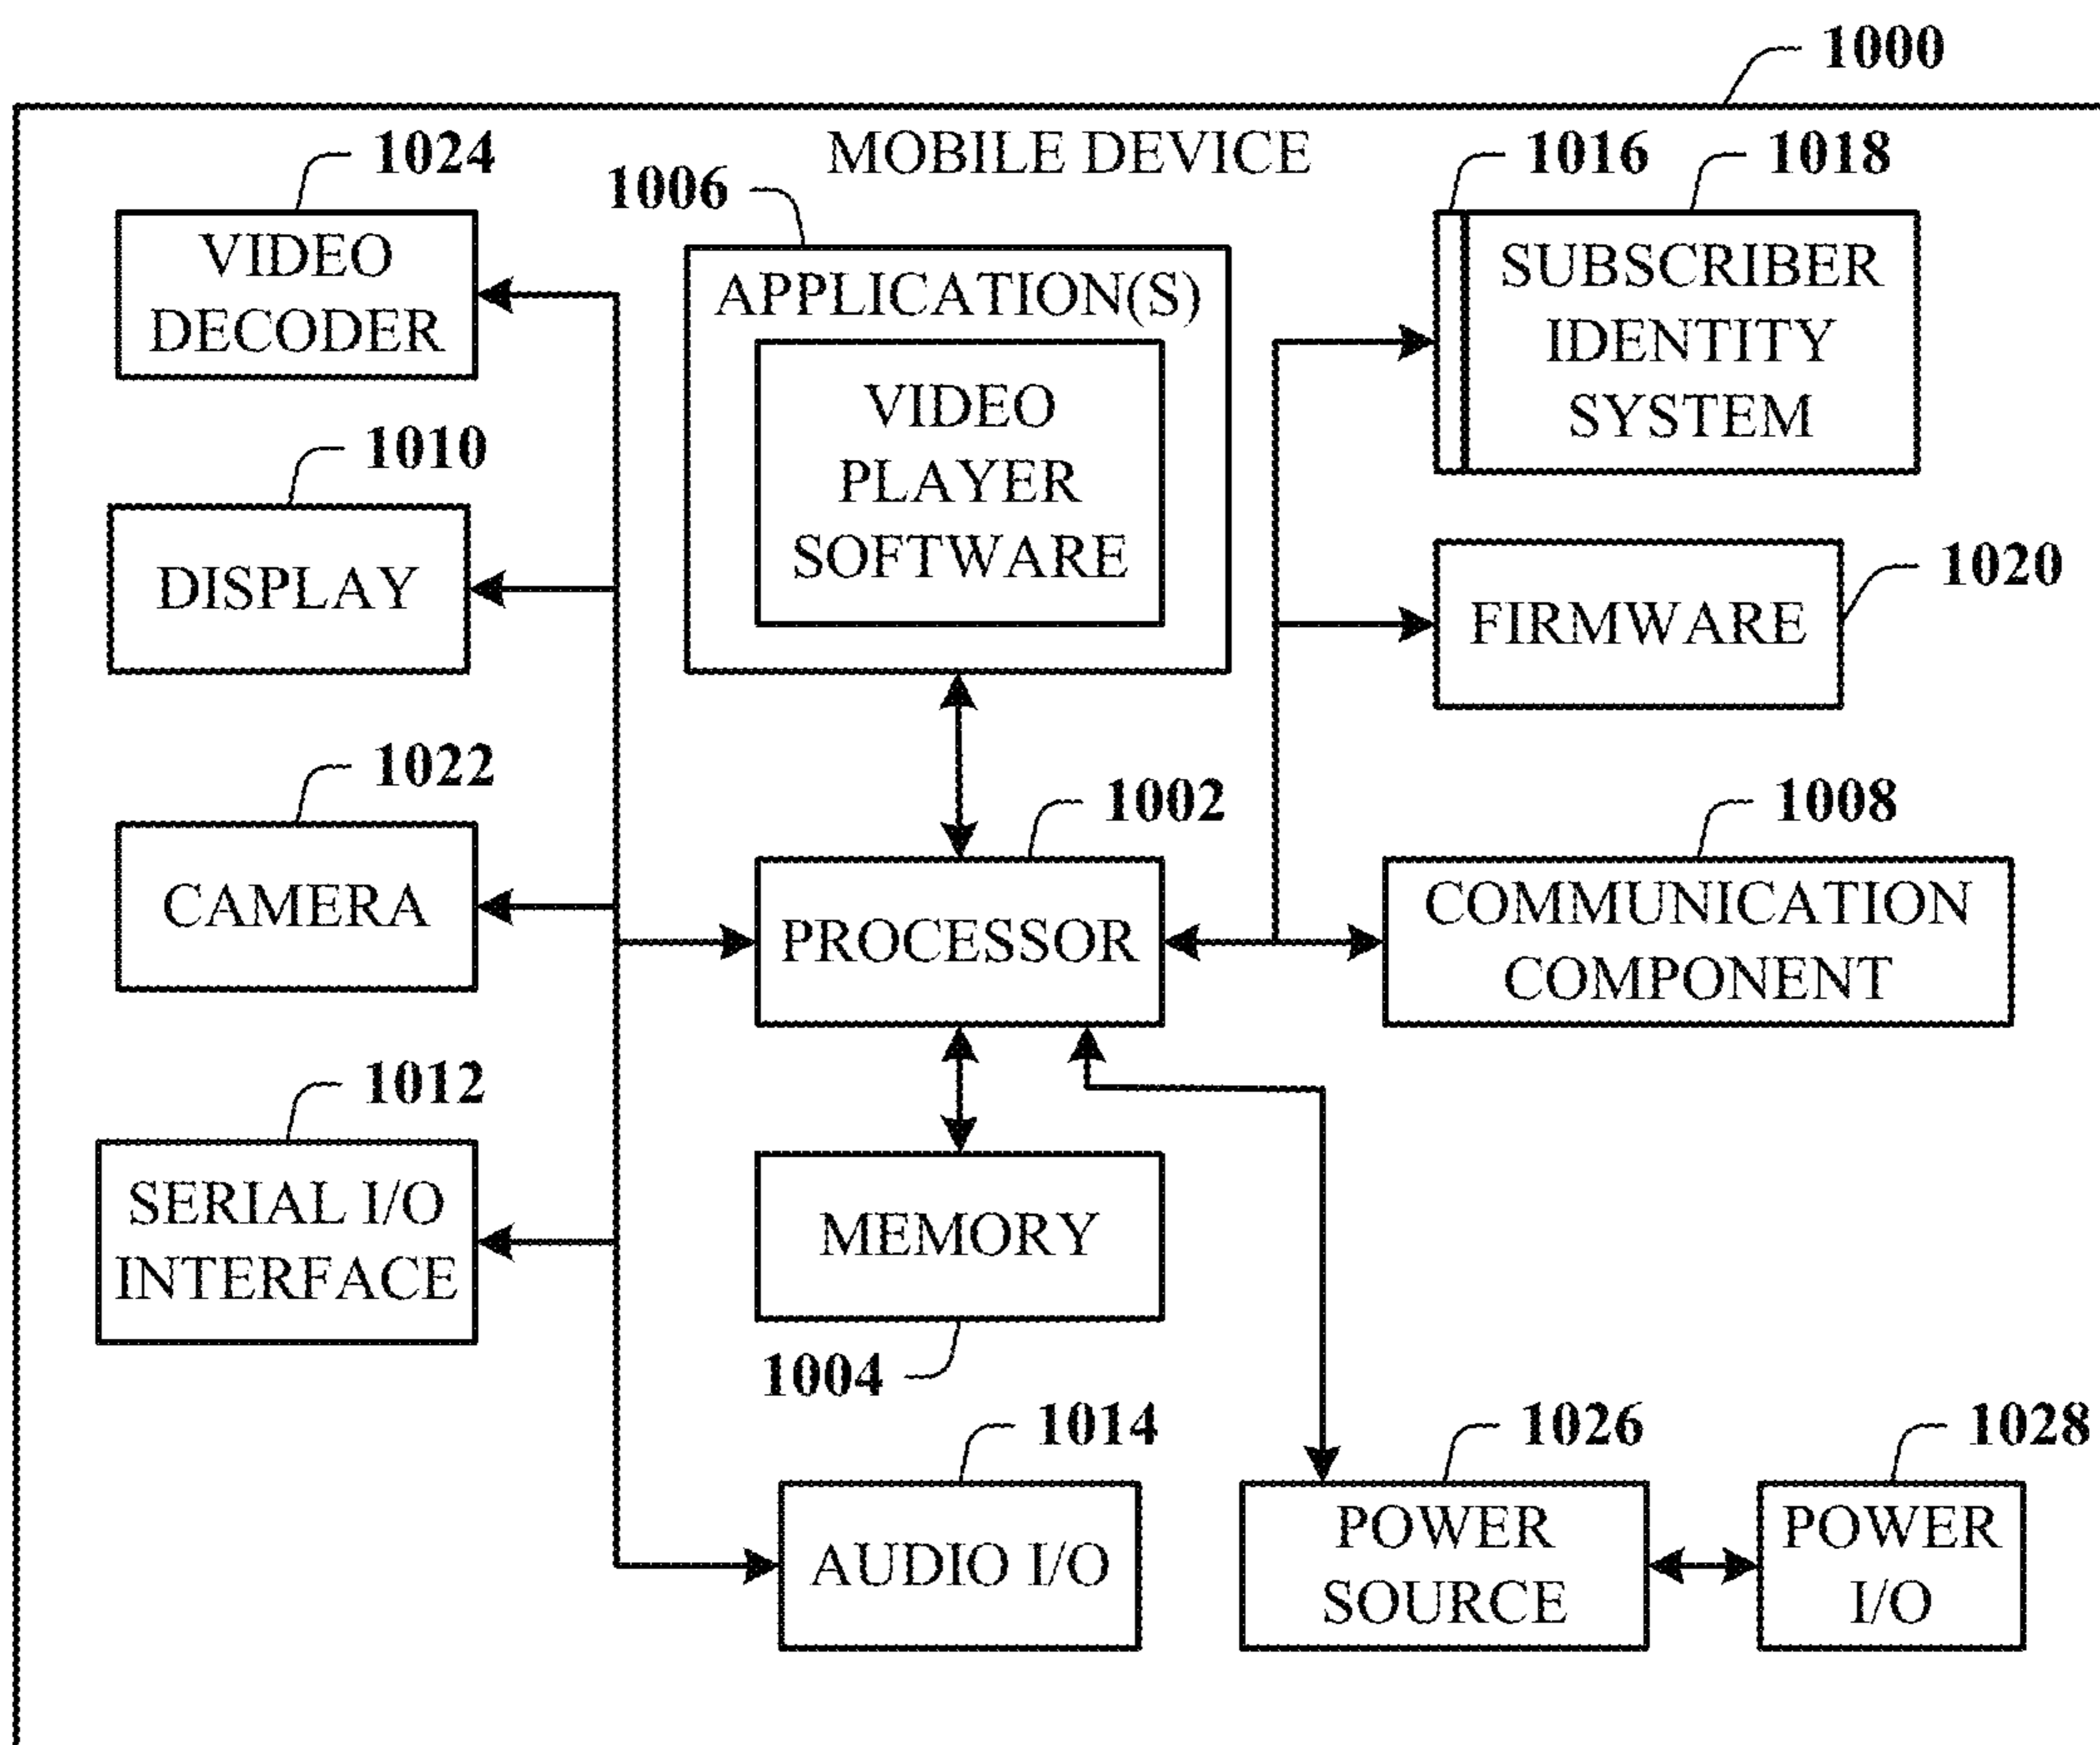 1000
MOBILE DEVICE
1024
VIDEO
DECODER
1006
APPLICATION(S)
VIDEO
PLAYER
SOFTWARE
1016
1018
SUBSCRIBER
IDENTITY
SYSTEM
1010
DISPLAY
FIRMWARE
1020
1022
CAMERA
1002
PROCESSOR
1008
COMMUNICATION
COMPONENT
1012
SERIAL I/O
INTERFACE
MEMORY
1004
1014
AUDIO I/O
1026
POWER
SOURCE
1028
POWER
I/O